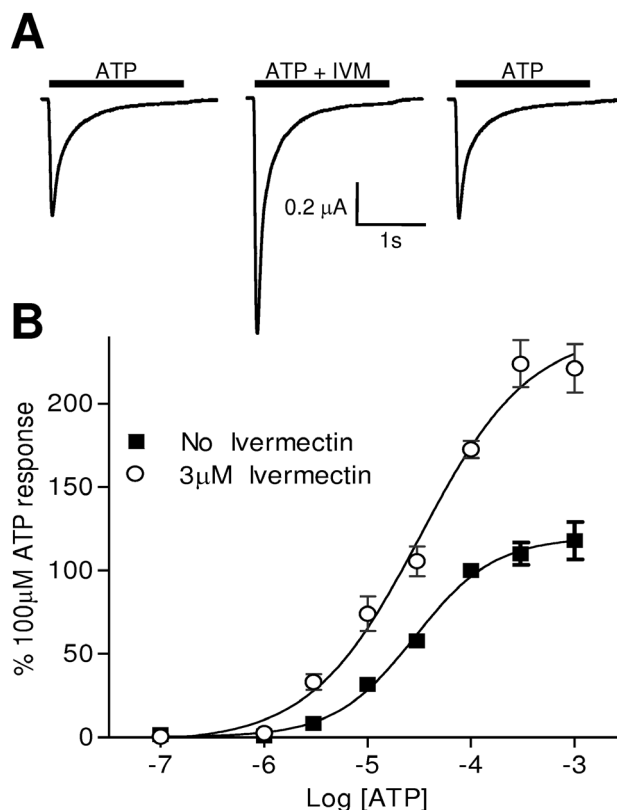 A
ATP
ATP + IVM
ATP
0.2 μA
1s
B
% 100μM ATP response
200
150
100
50
0
No Ivermectin
3μM Ivermectin
-7
-6
-5
-4
-3
Log [ATP]